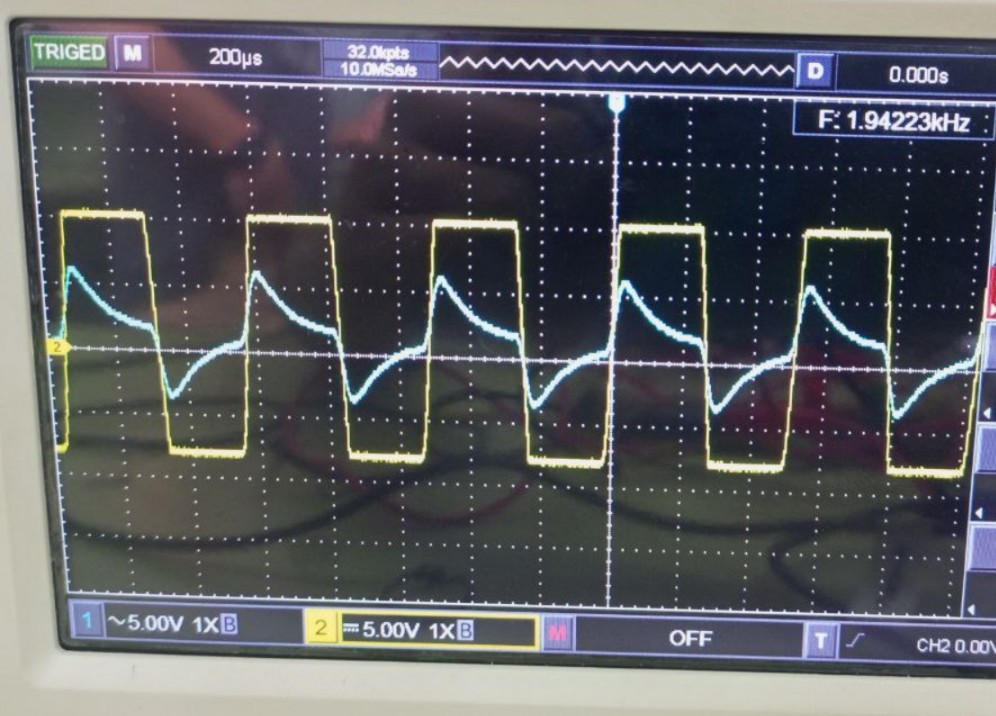 TRIGED M 200μs 32.0kpts D 0.000s
10.0MSa/s
F: 1.94223kHz
2
1 ~5.00V 1X B 2 5.00V 1X B M OFF T CH2 0.00V